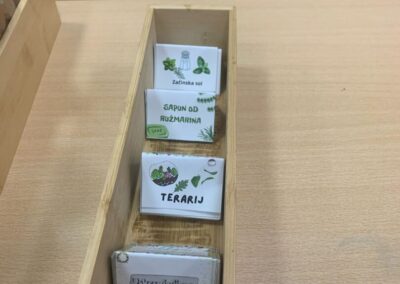 Začinska sol
SAPUN OD
RUŽMARINA
TERARIJ